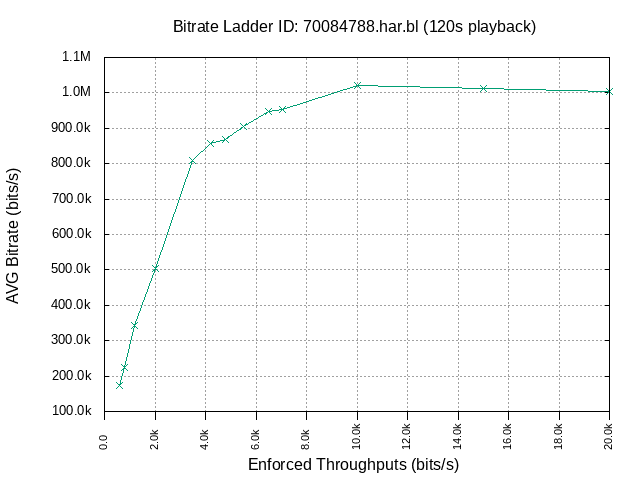 Bitrate Ladder ID: 70084788.har.bl (120s playback)
1.1M
1.0M
900.0k
800.0k
700.0k
600.0k
500.0k
400.0k
300.0k
200.0k
100.0k
AVG Bitrate (bits/s)
0.0
2.0k
4.0k
6.0k
8.0k
10.0k
12.0k
14.0k
16.0k
18.0k
20.0k
Enforced Throughputs (bits/s)